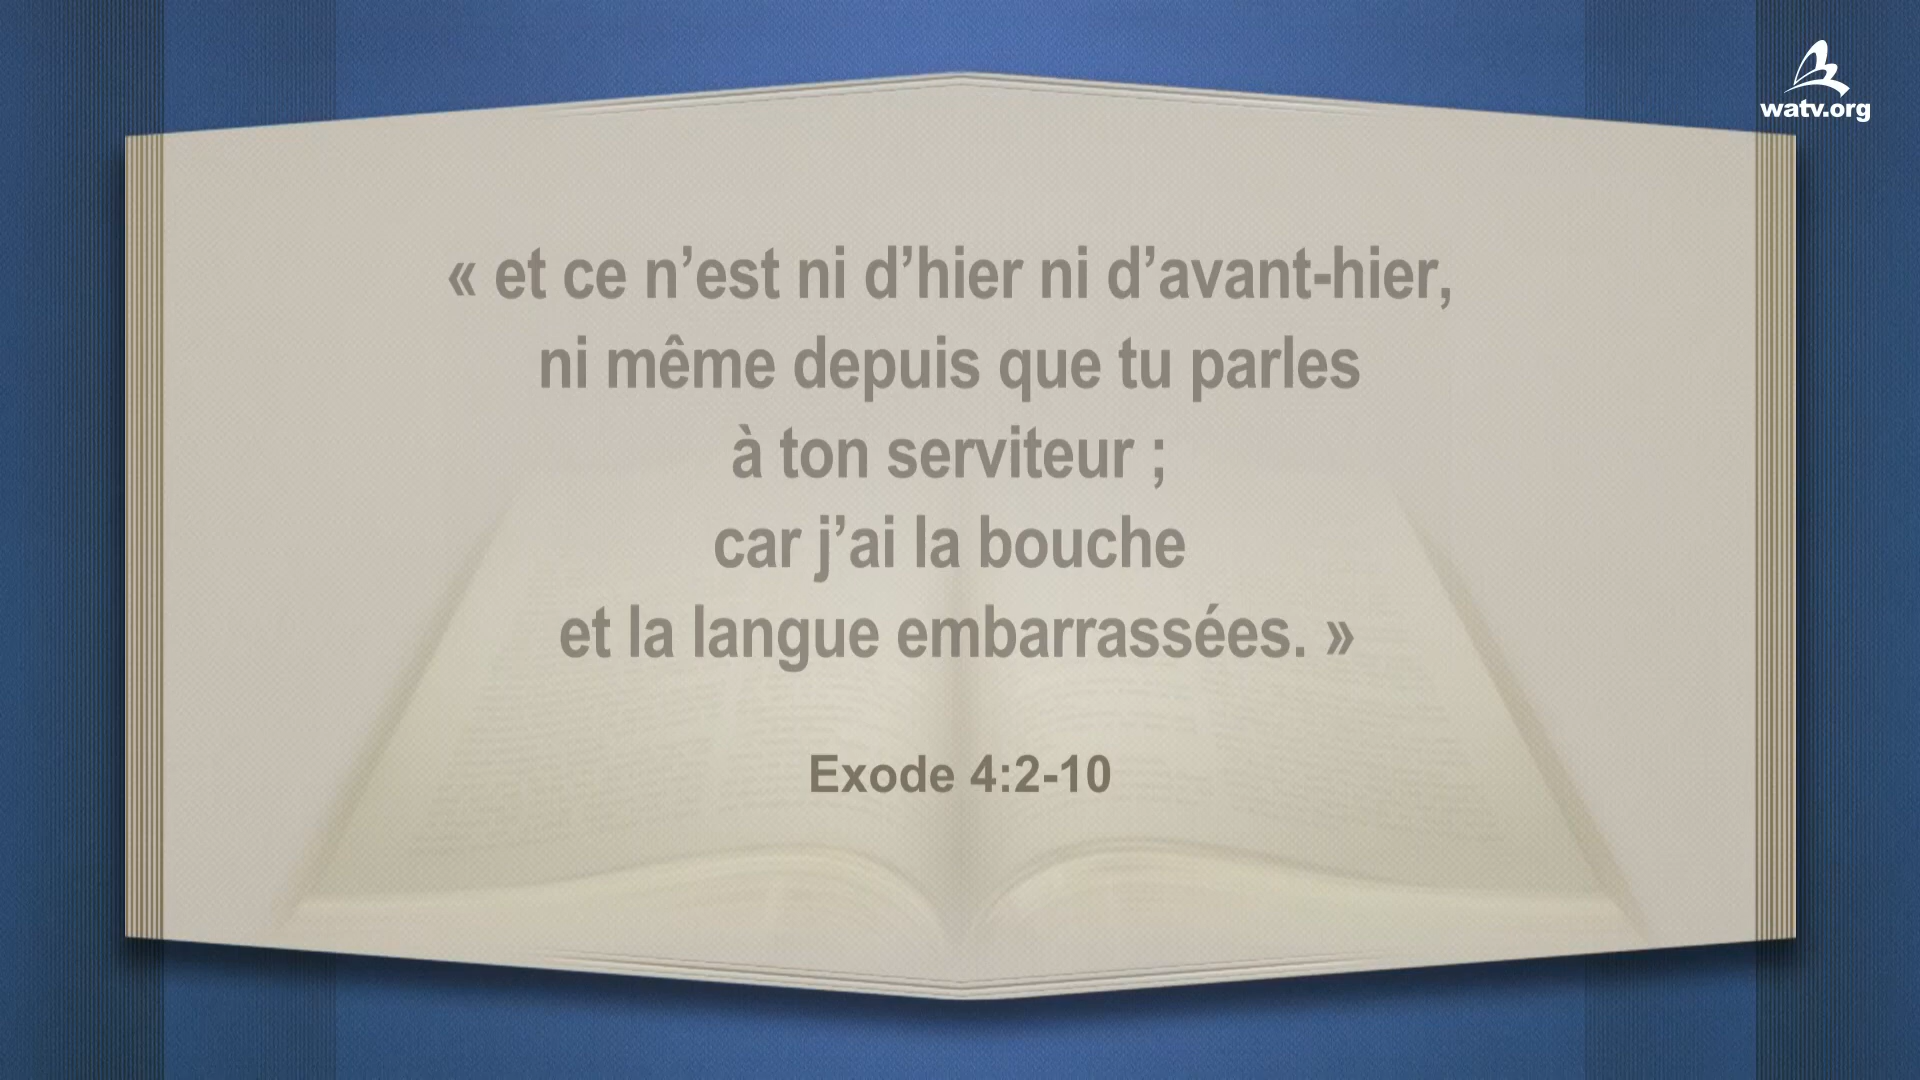 watv.org
« et ce n’est ni d’hier ni d’avant-hier,
ni même depuis que tu parles
à ton serviteur ;
car j’ai la bouche
et la langue embarrassées. »
Exode 4:2-10